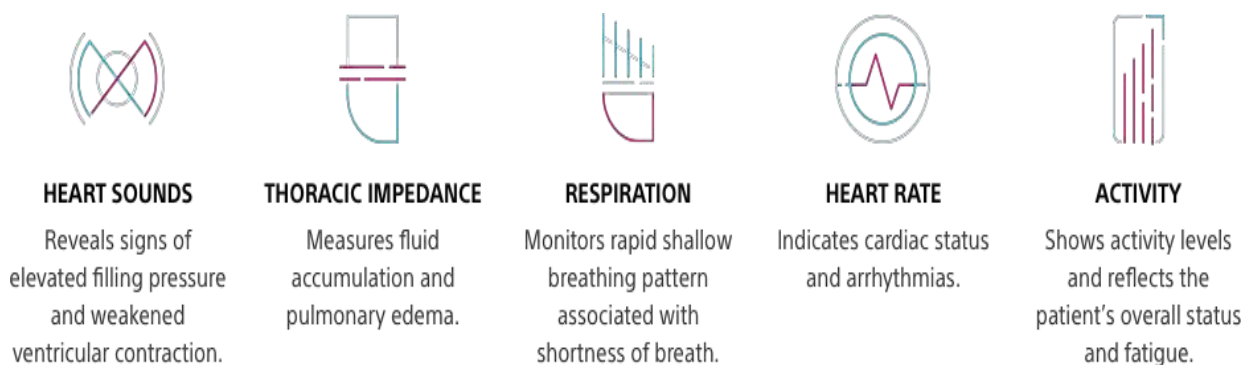 HEART SOUNDS
Reveals signs of
elevated filling pressure
and weakened
ventricular contraction.
THORACIC IMPEDANCE
Measures fluid
accumulation and
pulmonary edema.
RESPIRATION
Monitors rapid shallow
breathing pattern
associated with
shortness of breath.
HEART RATE
Indicates cardiac status
and arrhythmias.
ACTIVITY
Shows activity levels
and reflects the
patient's overall status
and fatigue.